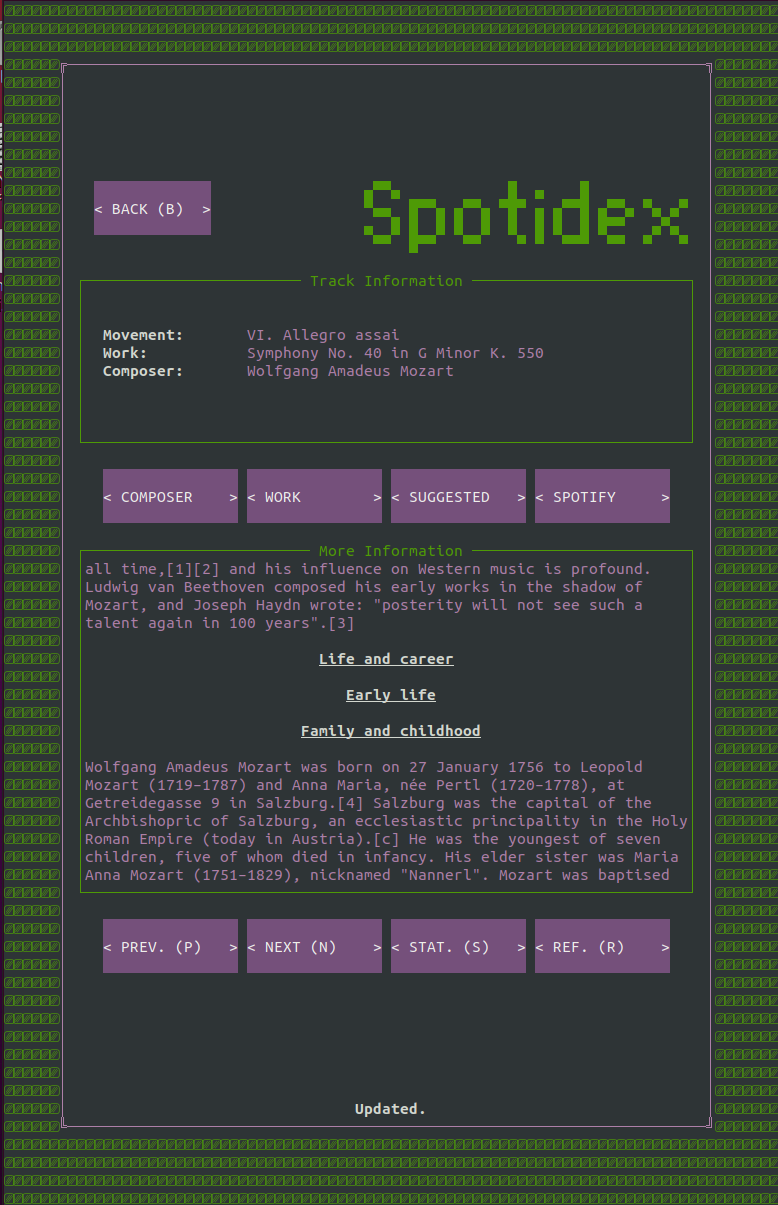 < BACK (B) >
Spotidex
Track Information
Movement: VI. Allegro assai
Work: Symphony No. 40 in G Minor K. 550
Composer: Wolfgang Amadeus Mozart
< COMPOSER > < WORK > < SUGGESTED > < SPOTIFY >
More Information
all time,[1][2] and his influence on Western music is profound.
Ludwig van Beethoven composed his early works in the shadow of
Mozart, and Joseph Haydn wrote: "posterity will not see such a
talent again in 100 years".[3]
Life and career
Early life
Family and childhood
Wolfgang Amadeus Mozart was born on 27 January 1756 to Leopold
Mozart (1719–1787) and Anna Maria, née Pertl (1720–1778), at
Getreidegasse 9 in Salzburg.[4] Salzburg was the capital of the
Archbishopric of Salzburg, an ecclesiastic principality in the Holy
Roman Empire (today in Austria).[c] He was the youngest of seven
children, five of whom died in infancy. His elder sister was Maria
Anna Mozart (1751–1829), nicknamed "Nannerl". Mozart was baptised
< PREV. (P) > < NEXT (N) > < STAT. (S) > < REF. (R) >
Updated.